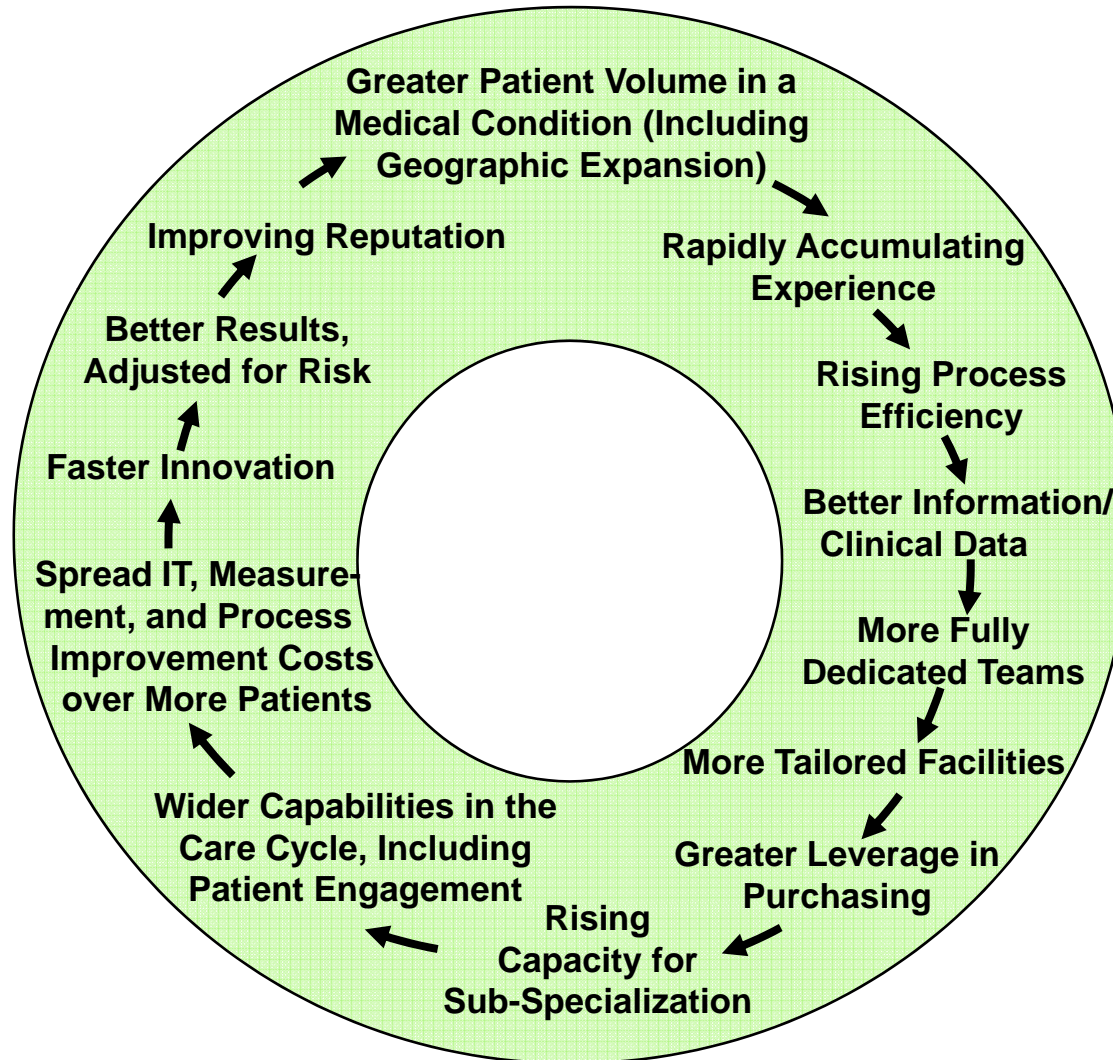 Greater Patient Volume in a
Medical Condition (Including
Geographic Expansion)
Rapidly Accumulating
Experience
Rising Process
Efficiency
Better Information/
Clinical Data
More Fully
Dedicated Teams
More Tailored Facilities
Greater Leverage in
Purchasing
Rising
Capacity for
Sub-Specialization
Wider Capabilities in the
Care Cycle, Including
Patient Engagement
Spread IT, Measure-
ment, and Process
Improvement Costs
over More Patients
Faster Innovation
Better Results,
Adjusted for Risk
Improving Reputation